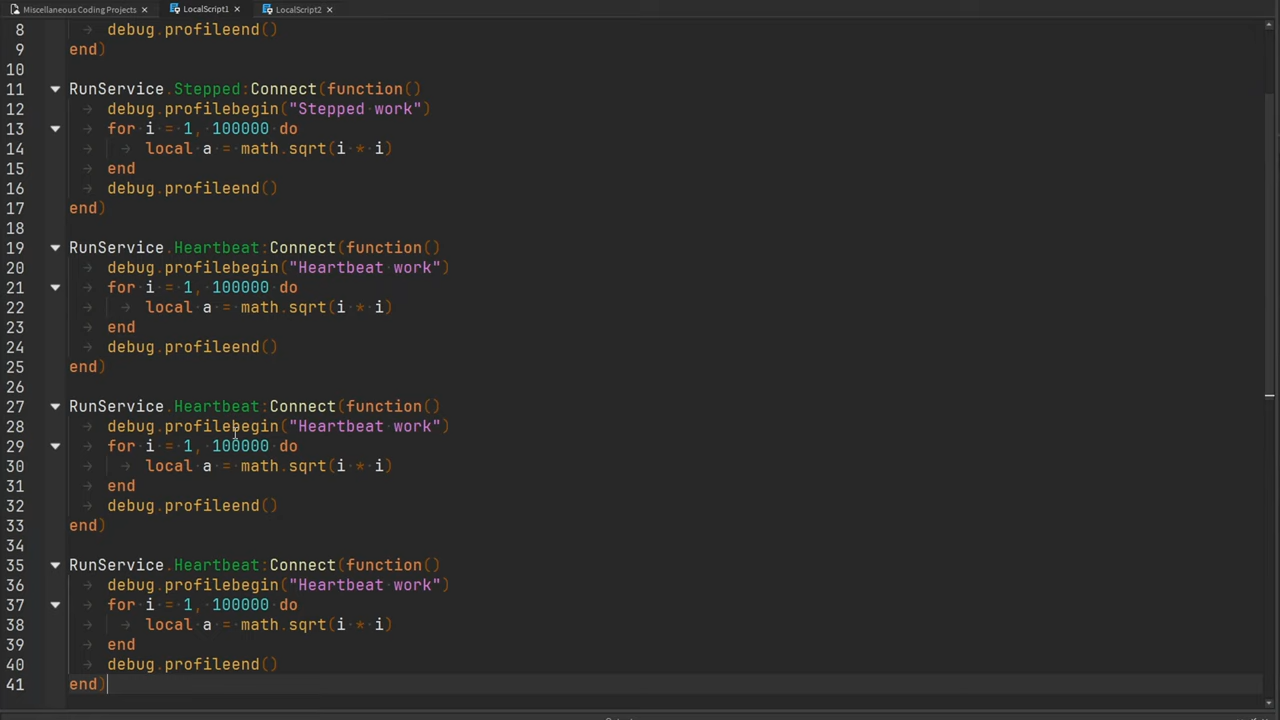 Miscellaneous Coding Projects × LocalScript1 × LocalScript2 ×
8 debug.profileend()
9 end)
10
11 RunService.Stepped:Connect(function()
12 debug.profilebegin("Stepped work")
13 for i = 1, 100000 do
14 local a = math.sqrt(i * i)
15 end
16 debug.profileend()
17 end)
18
19 RunService.Heartbeat:Connect(function()
20 debug.profilebegin("Heartbeat work")
21 for i = 1, 100000 do
22 local a = math.sqrt(i * i)
23 end
24 debug.profileend()
25 end)
26
27 RunService.Heartbeat:Connect(function()
28 debug.profilebegin("Heartbeat work")
29 for i = 1, 100000 do
30 local a = math.sqrt(i * i)
31 end
32 debug.profileend()
33 end)
34
35 RunService.Heartbeat:Connect(function()
36 debug.profilebegin("Heartbeat work")
37 for i = 1, 100000 do
38 local a = math.sqrt(i * i)
39 end
40 debug.profileend()
41 end)